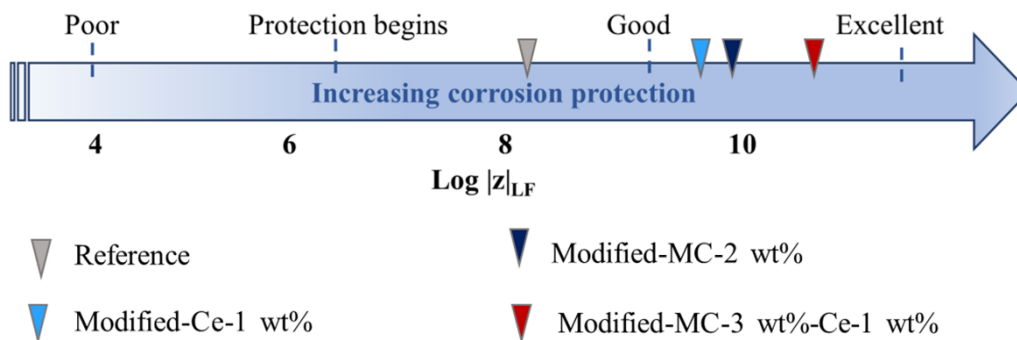 Poor Protection begins Good Excellent
Increasing corrosion protection
4 6 8 10
Log |z|LF
Reference
Modified-MC-2 wt%
Modified-Ce-1 wt%
Modified-MC-3 wt%-Ce-1 wt%